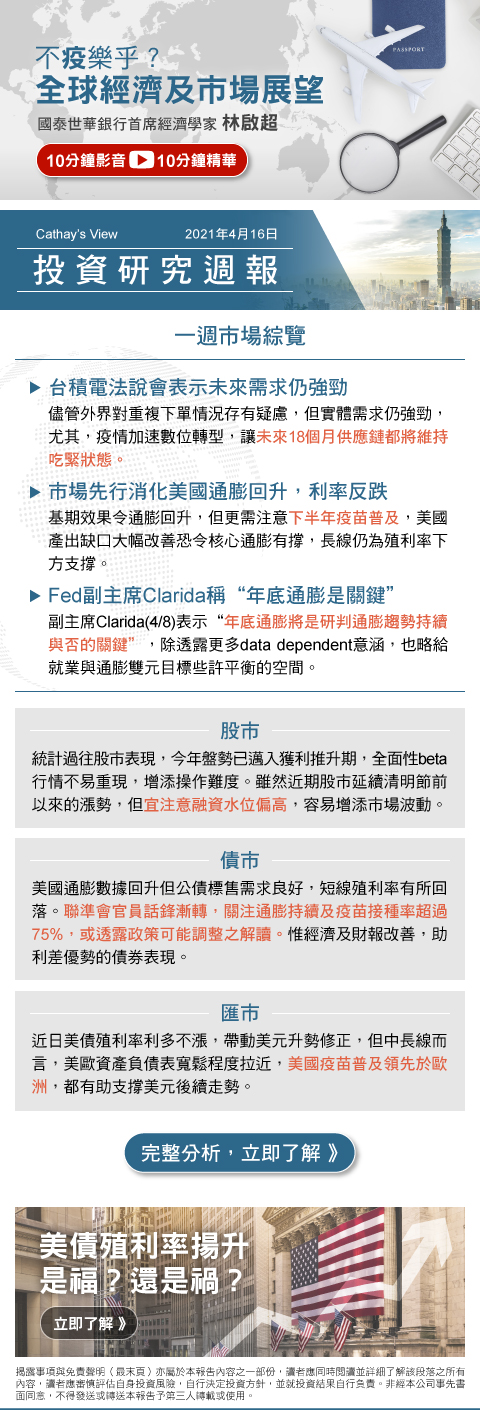 不疫樂乎？
全球經濟及市場展望
國泰世華銀行首席經濟學家 林啟超
10分鐘影音 10分鐘精華
PASSPORT
Cathay's View 2021年4月16日
投資研究週報
一週市場綜覽
台積電法說會表示未來需求仍強勁
儘管外界對重複下單情況存有疑慮，但實體需求仍強勁，
尤其，疫情加速數位轉型，讓未來18個月供應鏈都將維持
吃緊狀態。
市場先行消化美國通膨回升，利率反跌
基期效果令通膨回升，但更需注意下半年疫苗普及，美國
產出缺口大幅改善恐令核心通膨有撐，長線仍為殖利率下
方支撐。
Fed副主席Clarida稱“年底通膨是關鍵”
副主席Clarida(4/8)表示“年底通膨將是研判通膨趨勢持續
與否的關鍵”，除透露更多data dependent意涵，也略給
就業與通膨雙元目標些許平衡的空間。
股市
統計過往股市表現，今年盤勢已邁入獲利推升期，全面性beta
行情不易重現，增添操作難度。雖然近期股市延續清明節前
以來的漲勢，但宜注意融資水位偏高，容易增添市場波動。
債市
美國通膨數據回升但公債標售需求良好，短線殖利率有所回
落。聯準會官員話鋒漸轉，關注通膨持續及疫苗接種率超過
75%，或透露政策可能調整之解讀。惟經濟及財報改善，助
利差優勢的債券表現。
匯市
近日美債殖利率利多不漲，帶動美元升勢修正，但中長線而
言，美歐資產負債表寬鬆程度拉近，美國疫苗普及領先於歐
洲，都有助支撐美元後續走勢。
完整分析，立即了解 》
美債殖利率揚升
是福？還是禍？
立即了解 》
揭露事項與免責聲明（最末頁）亦屬於本報告內容之一部份，讀者應同時閱讀並詳細了解該段落之所有
內容，讀者應審慎評估自身投資風險，自行決定投資方針，並就投資結果自行負責。非經本公司事先書
面同意，不得發送或轉送本報告予第三人轉載或使用。